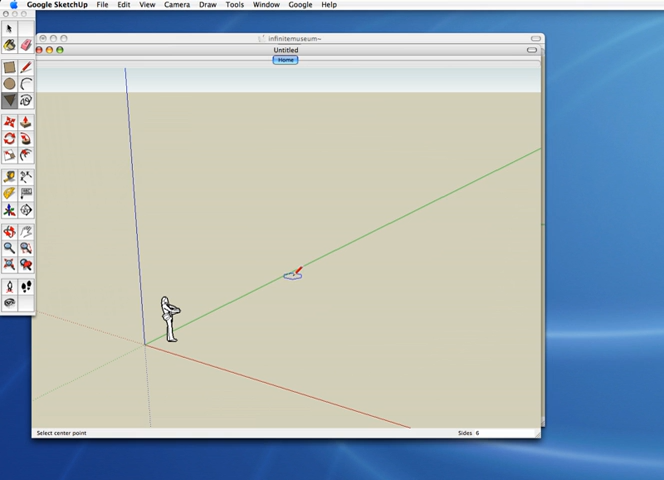 Google SketchUp File Edit View Camera Draw Tools Window Google Help
infinitemuseum~
Untitled
Home
Select center point Sides 6